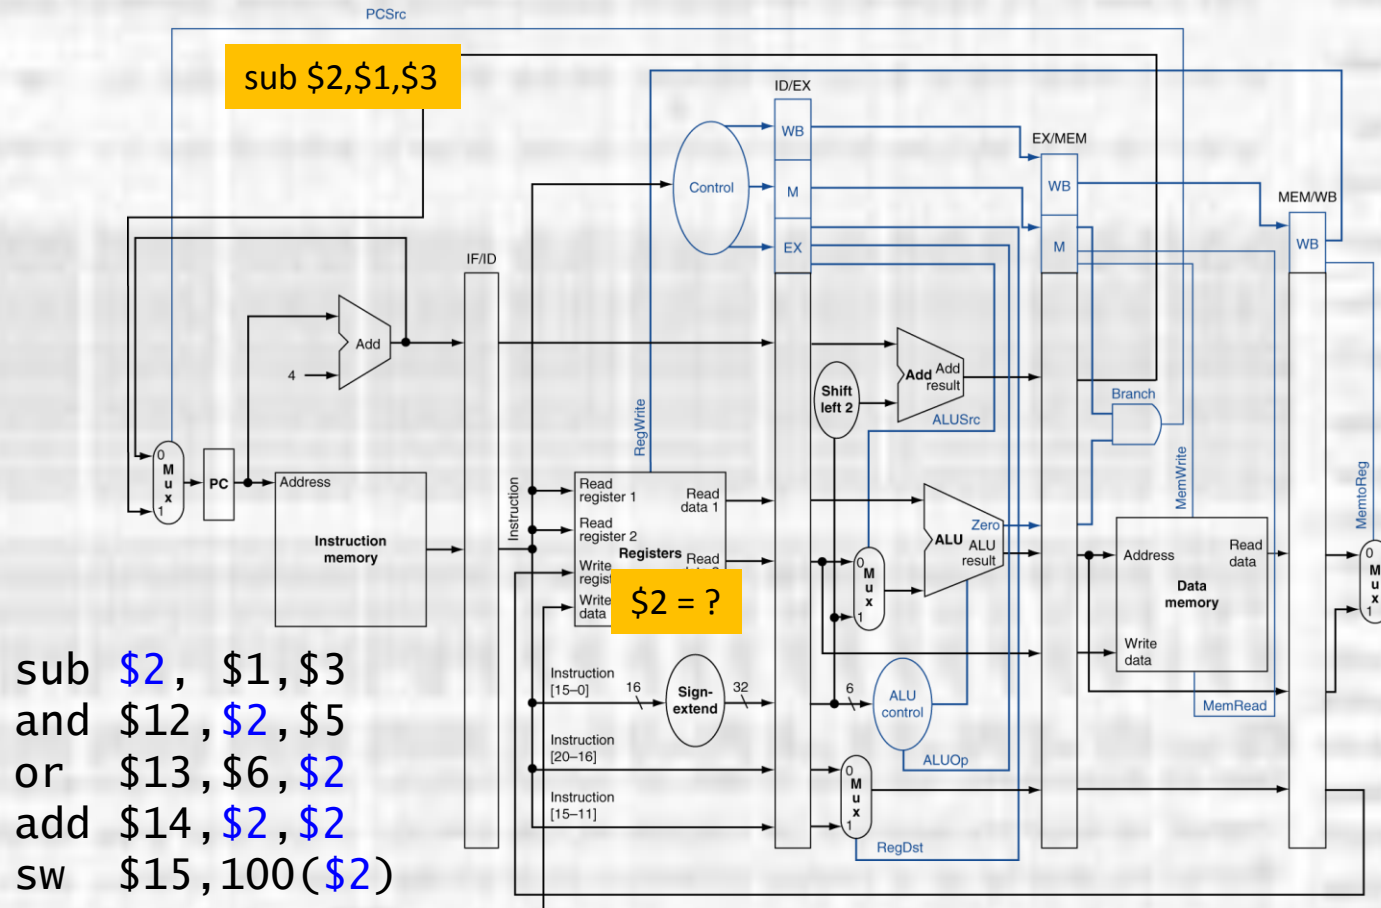 PCSrc
sub $2,$1,$3
ID/EX
WB
EX/MEM
Control
M
WB
MEM/WB
EX
M
WB
IF/ID
Add
4
Shift
left 2
Add
Add
result
Branch
ALUSrc
RegWrite
MemWrite
MemtoReg
0
M
u
x
1
PC
Address
Instruction
memory
Instruction
Read
register 1
Read
data 1
Read
register 2
Registers
Read
Write
Write
data
$2 = ?
0
M
u
x
1
Zero
ALU
ALU
result
Address
Read
data
Data
memory
Write
data
0
M
u
x
1
MemRead
Instruction
[15–0]
16
Sign-
extend
32
6
ALU
control
ALUOp
Instruction
[20–16]
Instruction
[15–11]
0
M
u
x
1
RegDst
sub $2, $1,$3
and $12,$2,$5
or $13,$6,$2
add $14,$2,$2
sw $15,100($2)